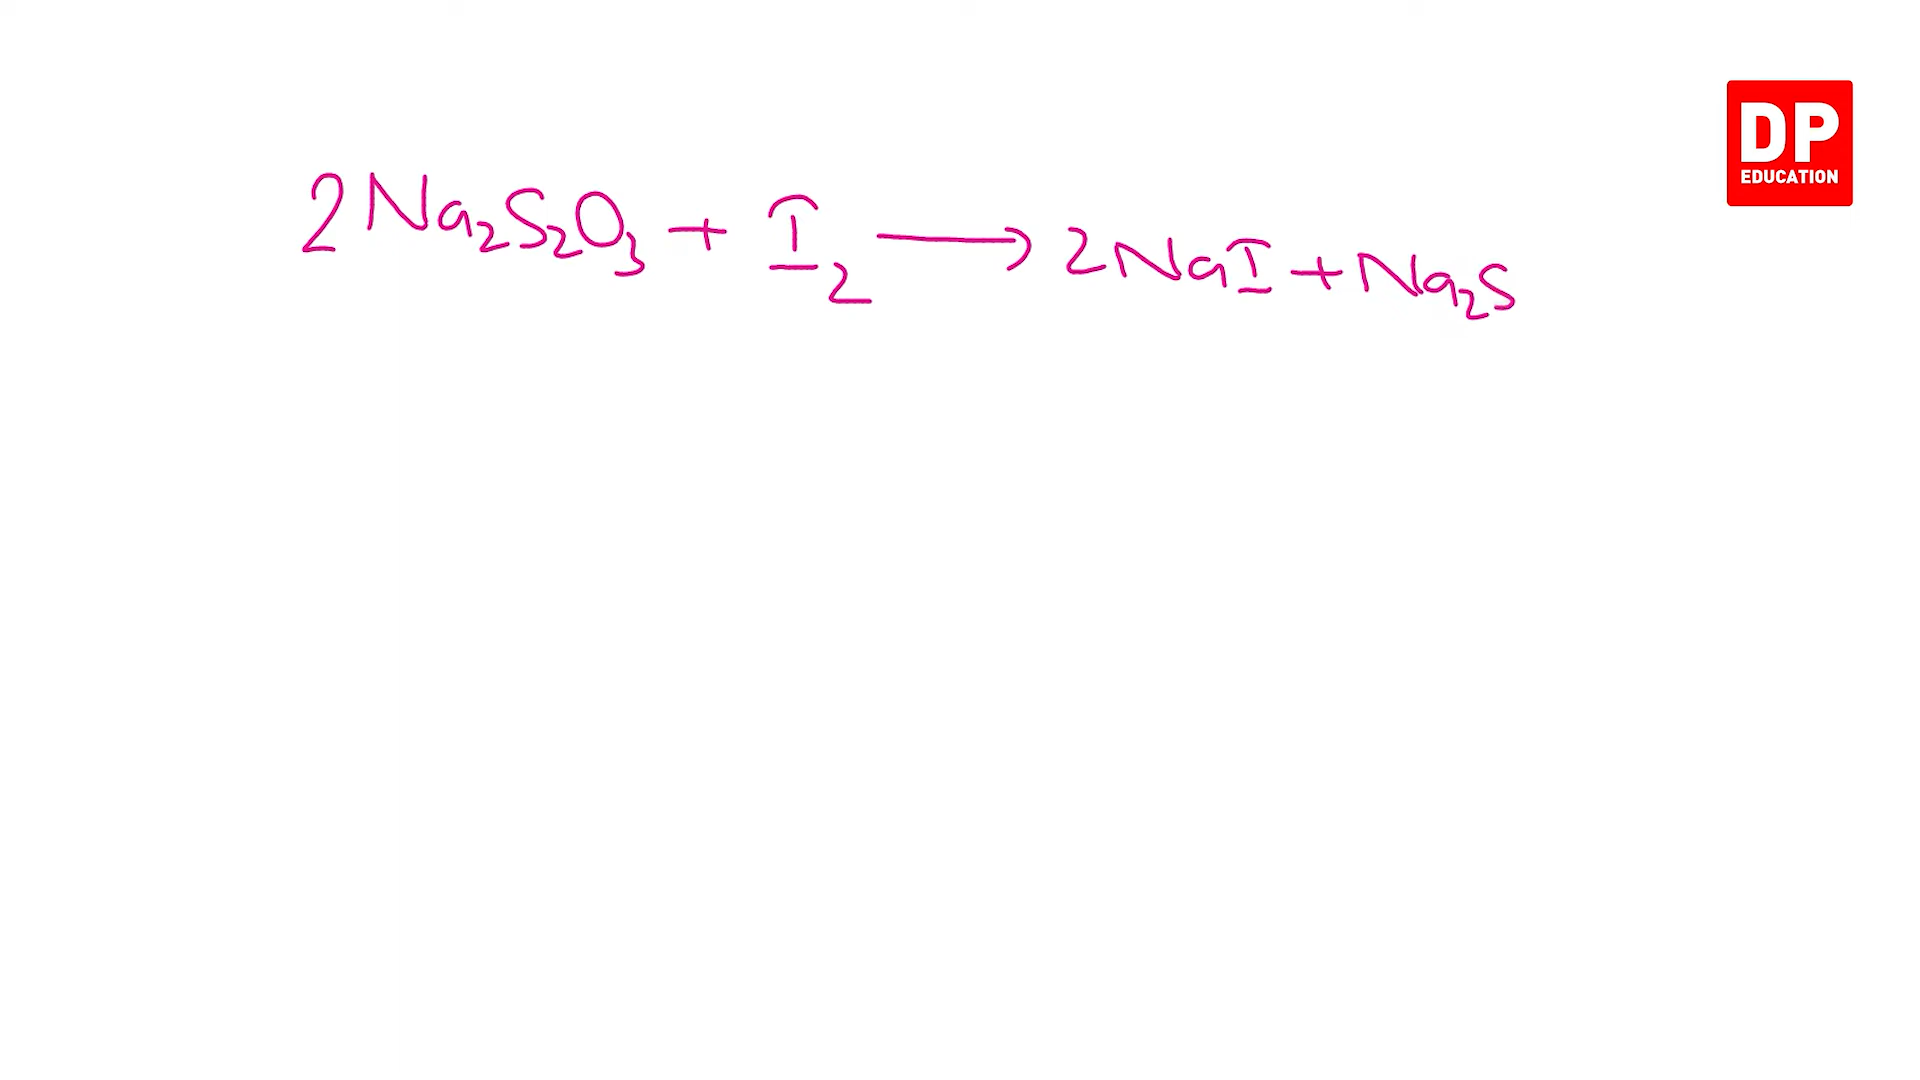 2Na₂S₂O₃ + I₂ → 2NaI + Na₂S
DP
EDUCATION